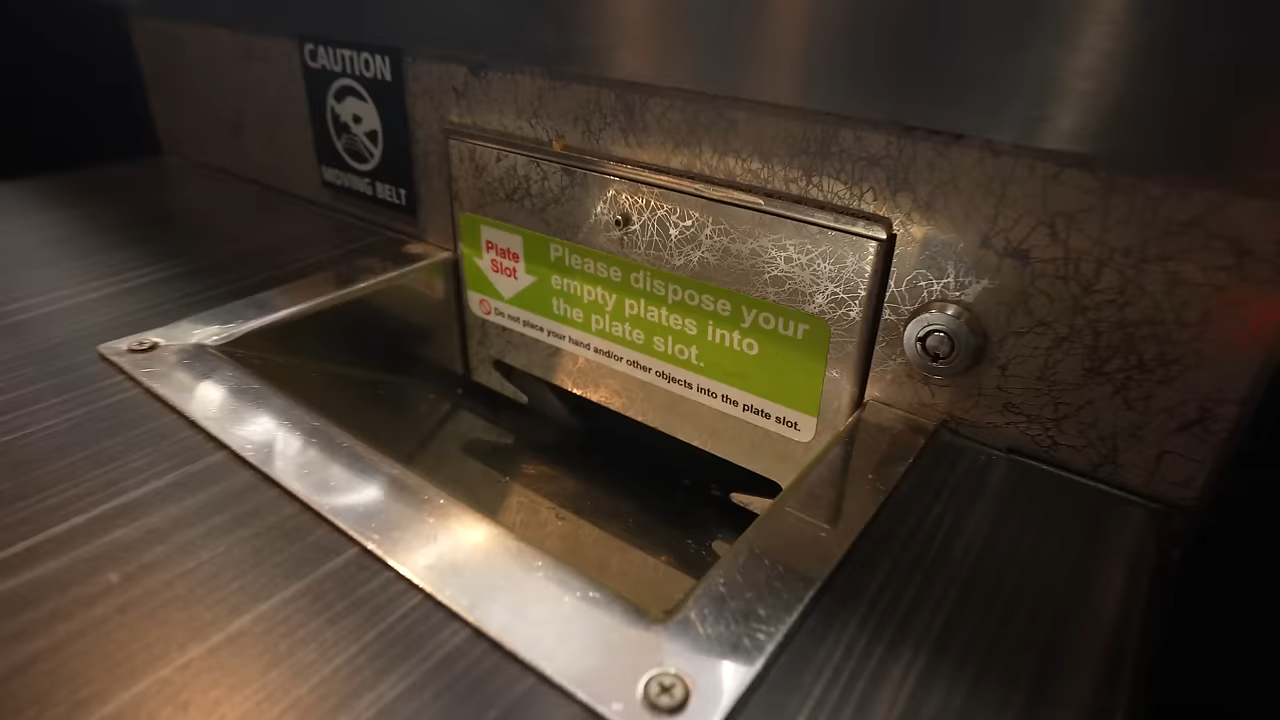 CAUTION
MOVING BELT
Plate
Slot
Please dispose your
empty plates into
the plate slot.
Do not place your hand and/or other objects into the plate slot.